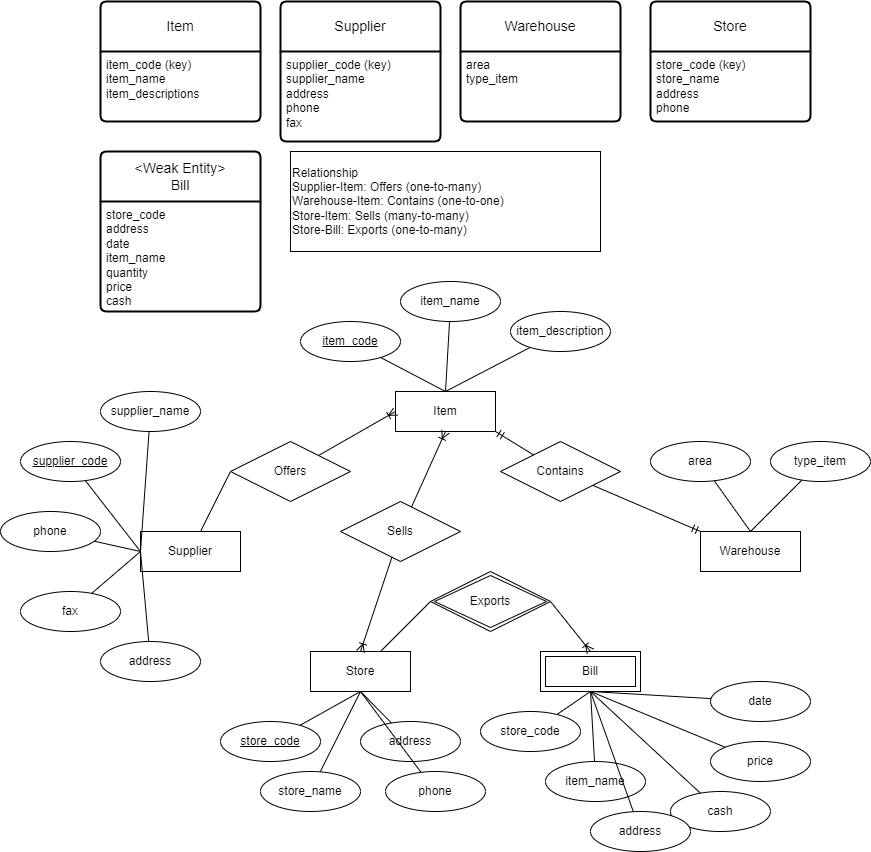 Item
item_code (key)
item_name
item_descriptions
Supplier
supplier_code (key)
supplier_name
address
phone
fax
Warehouse
area
type_item
Store
store_code (key)
store_name
address
phone
<Weak Entity>
Bill
store_code
address
date
item_name
quantity
price
cash
Relationship
Supplier-Item: Offers (one-to-many)
Warehouse-Item: Contains (one-to-one)
Store-Item: Sells (many-to-many)
Store-Bill: Exports (one-to-many)
item_name
item_code
item_description
Item
supplier_name
supplier_code
Offers
Contains
area
type_item
phone
Supplier
Sells
Warehouse
fax
Exports
address
Store
Bill
store_code
address
store_name
phone
store_code
date
item_name
price
cash
address